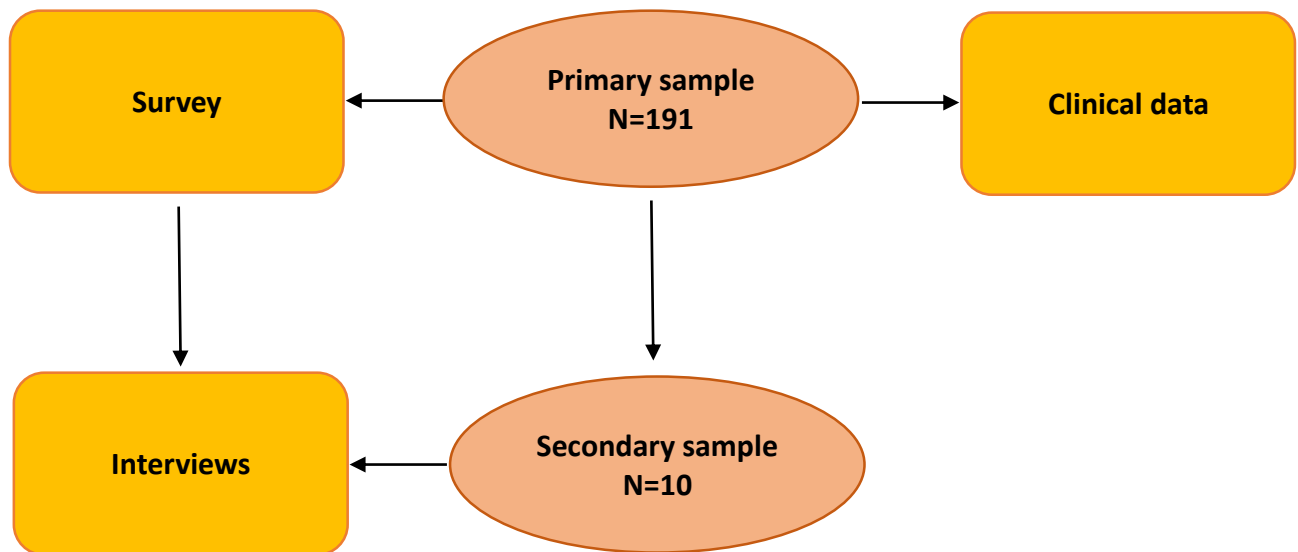 Survey
Primary sample
N=191
Clinical data
Interviews
Secondary sample
N=10